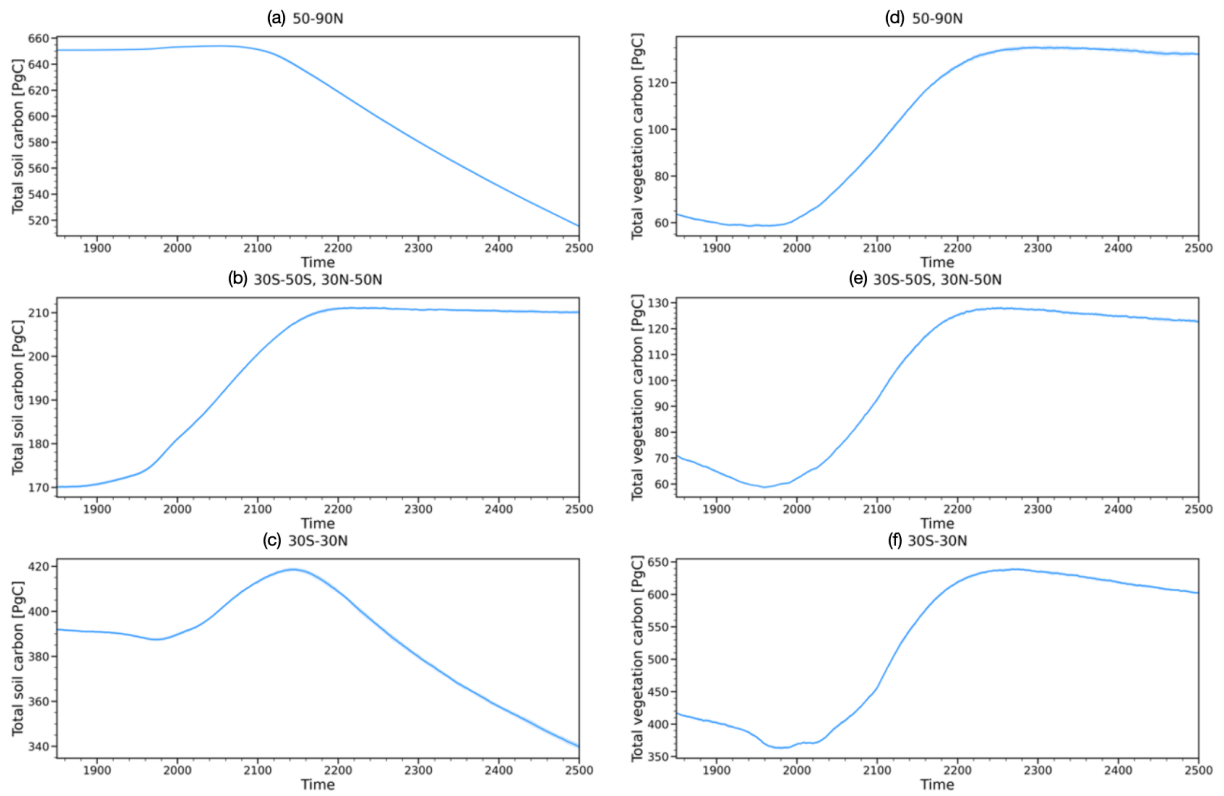 (a) 50-90N
Total soil carbon [PgC]
660
640
620
600
580
560
540
520
1900 2000 2100 2200 2300 2400 2500
Time
(d) 50-90N
Total vegetation carbon [PgC]
120
100
80
60
1900 2000 2100 2200 2300 2400 2500
Time
(b) 30S-50S, 30N-50N
Total soil carbon [PgC]
210
200
190
180
170
1900 2000 2100 2200 2300 2400 2500
Time
(e) 30S-50S, 30N-50N
Total vegetation carbon [PgC]
130
120
110
100
90
80
70
60
1900 2000 2100 2200 2300 2400 2500
Time
(c) 30S-30N
Total soil carbon [PgC]
420
400
380
360
340
1900 2000 2100 2200 2300 2400 2500
Time
(f) 30S-30N
Total vegetation carbon [PgC]
650
600
550
500
450
400
350
1900 2000 2100 2200 2300 2400 2500
Time